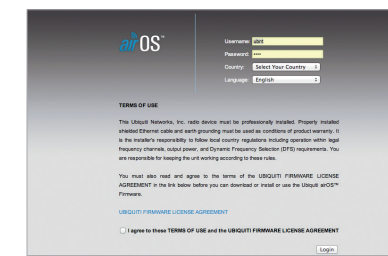 airOS™
Username: ubnt
Password: ••••
Country: Select Your Country
Language: English
TERMS OF USE
This Ubiquiti Networks, Inc. radio device must be professionally installed. Properly installed
shielded Ethernet cable and earth grounding must be used as conditions of product warranty. It
is the installer's responsibility to follow local country regulations including operation within legal
frequency channels, output power, and Dynamic Frequency Selection (DFS) requirements. You
are responsible for keeping the unit working according to these rules.
You must also read and agree to the terms of the UBIQUITI FIRMWARE LICENSE
AGREEMENT in the link below before you can download or install or use the Ubiquiti airOS™
Firmware.
UBIQUITI FIRMWARE LICENSE AGREEMENT
I agree to these TERMS OF USE and the UBIQUITI FIRMWARE LICENSE AGREEMENT
Login